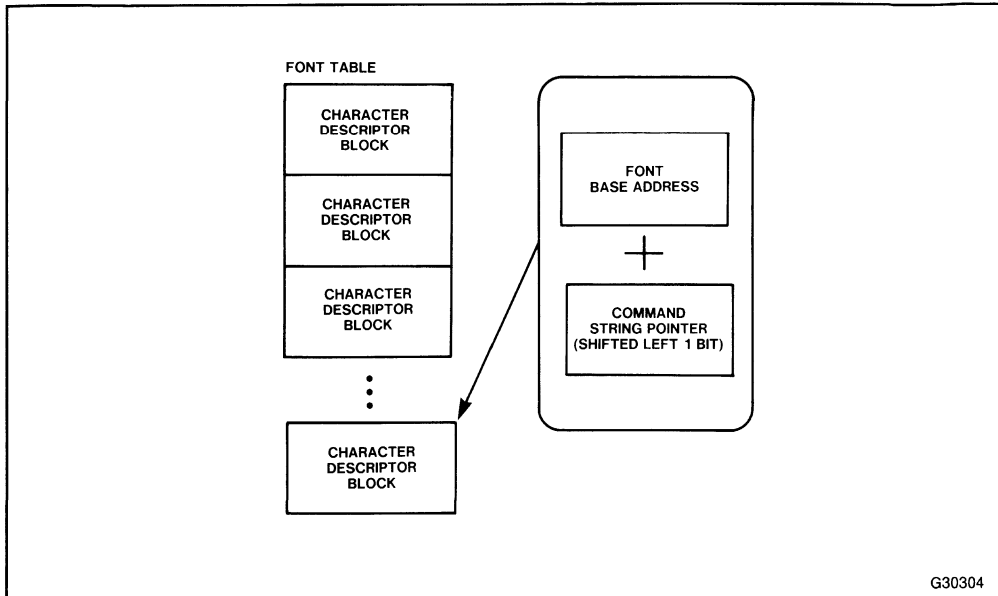 FONT TABLE
CHARACTER
DESCRIPTOR
BLOCK
CHARACTER
DESCRIPTOR
BLOCK
CHARACTER
DESCRIPTOR
BLOCK
CHARACTER
DESCRIPTOR
BLOCK
FONT
BASE ADDRESS
+
COMMAND
STRING POINTER
(SHIFTED LEFT 1 BIT)
G30304